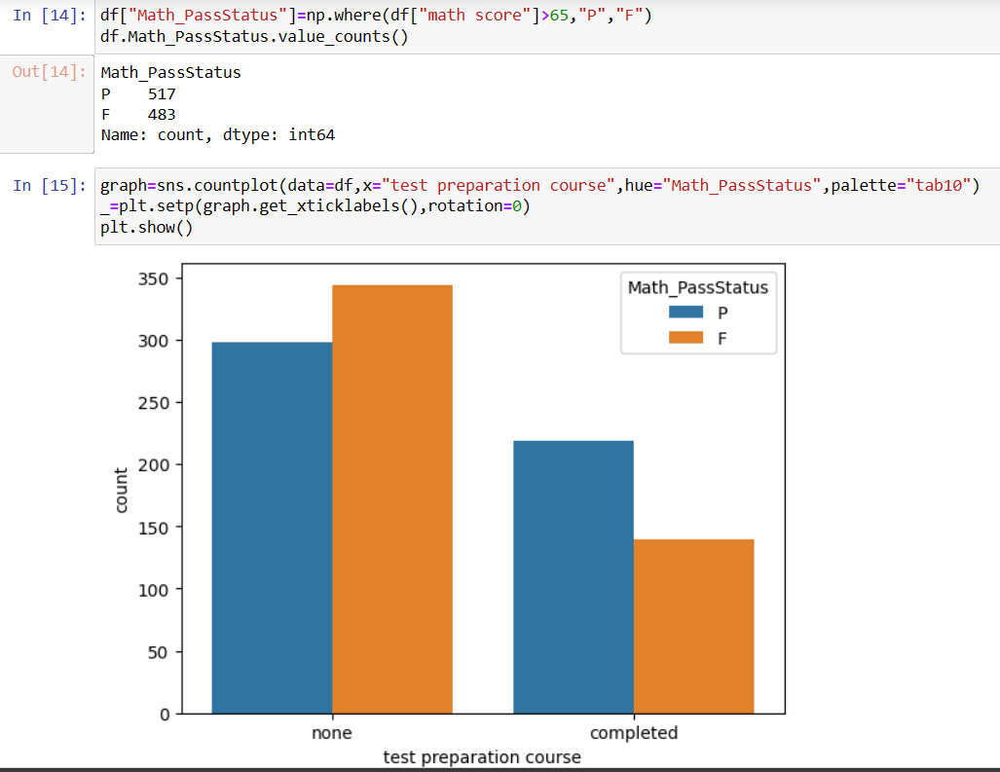 In [14]: df["Math_PassStatus"]=np.where(df["math score"]>65,"P","F")
df.Math_PassStatus.value_counts()
Out[14]: Math_PassStatus
P    517
F    483
Name: count, dtype: int64
In [15]: graph=sns.countplot(data=df,x="test preparation course",hue="Math_PassStatus",palette="tab10")
_=plt.setp(graph.get_xticklabels(),rotation=0)
plt.show()
Math_PassStatus
P
F
350
300
250
200
150
100
50
0
count
none completed
test preparation course